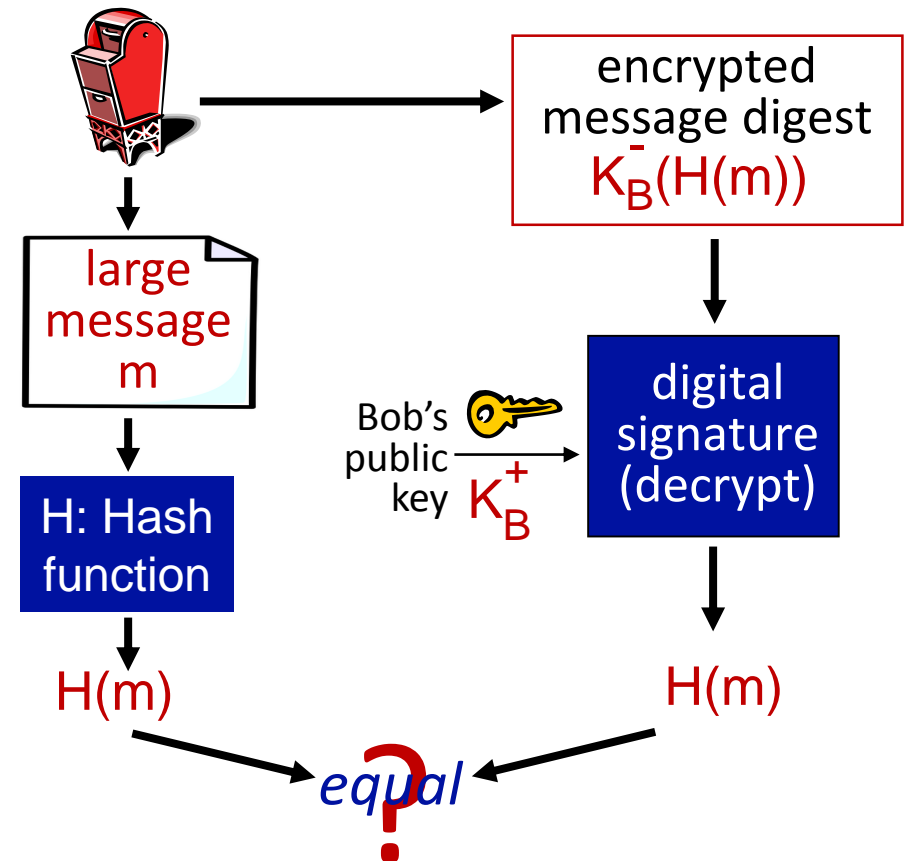 encrypted
message digest
K_B^-(H(m))
large
message
m
H: Hash
function
H(m)
Bob's
public
key
K_B^+
digital
signature
(decrypt)
H(m)
equal
?